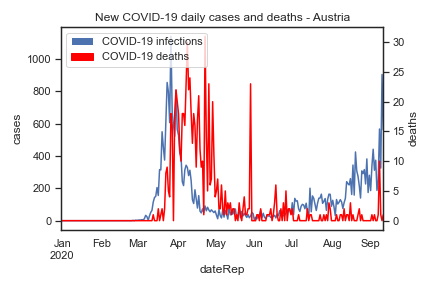 New COVID-19 daily cases and deaths - Austria
COVID-19 infections
COVID-19 deaths
1000
800
600
400
200
0
cases
30
25
20
15
10
5
0
deaths
Jan Feb Mar Apr May Jun Jul Aug Sep
2020
dateRep